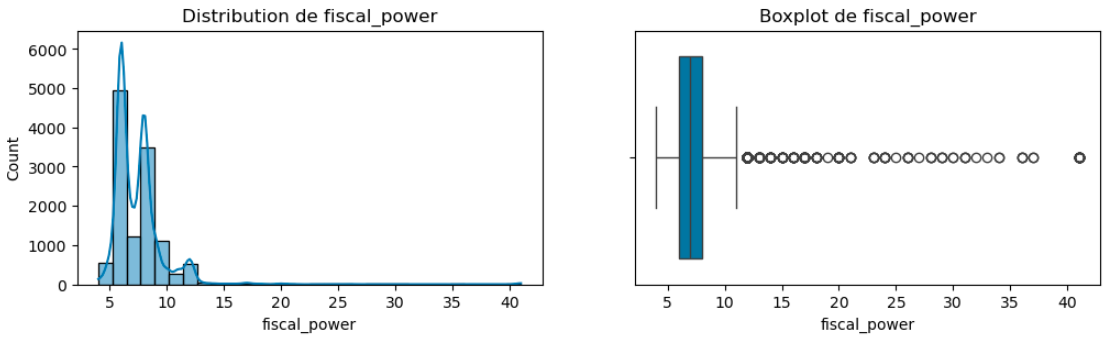 Distribution de fiscal_power
Count
6000
5000
4000
3000
2000
1000
0
5 10 15 20 25 30 35 40
fiscal_power
Boxplot de fiscal_power
5 10 15 20 25 30 35 40
fiscal_power